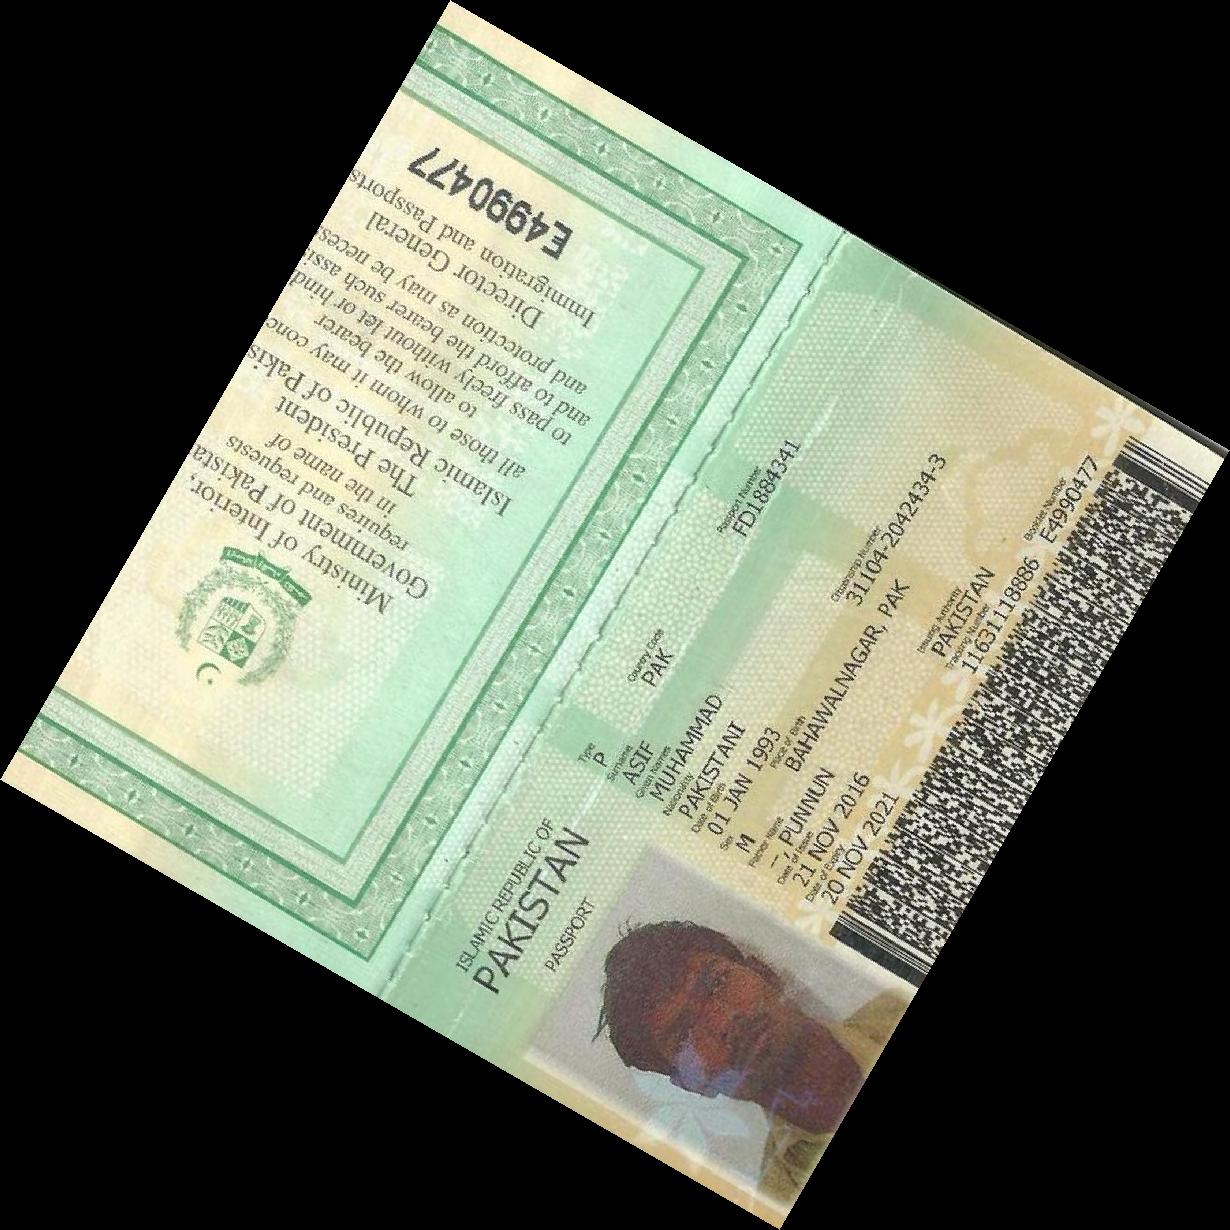 Ministry of Interior,
Government of Pakista
requires and requests
in the name of
The President
Islamic Republic of Pakis
all those to whom it may conc
to allow the bearer
to pass freely without let or hind
and to afford the bearer such assi
and protection as may be neces
Director General
Immigration and Passports
E4990477
ISLAMIC REPUBLIC OF
PAKISTAN
PASSPORT
Type
P
Country Code
PAK
Passport Number
FD1884341
Surname
ASIF
Given Names
MUHAMMAD
Nationality
PAKISTANI
Date of Birth
01 JAN 1993
Citizenship Number
31104-2042434-3
Sex
M
Place of Birth
BAHAWALNAGAR, PAK
Father Name
--, PUNNUN
Date of Issue
21 NOV 2016
Issuing Authority
PAKISTAN
Date of Expiry
20 NOV 2021
Tracking Number
11631118886
Booklet Number
E4990477